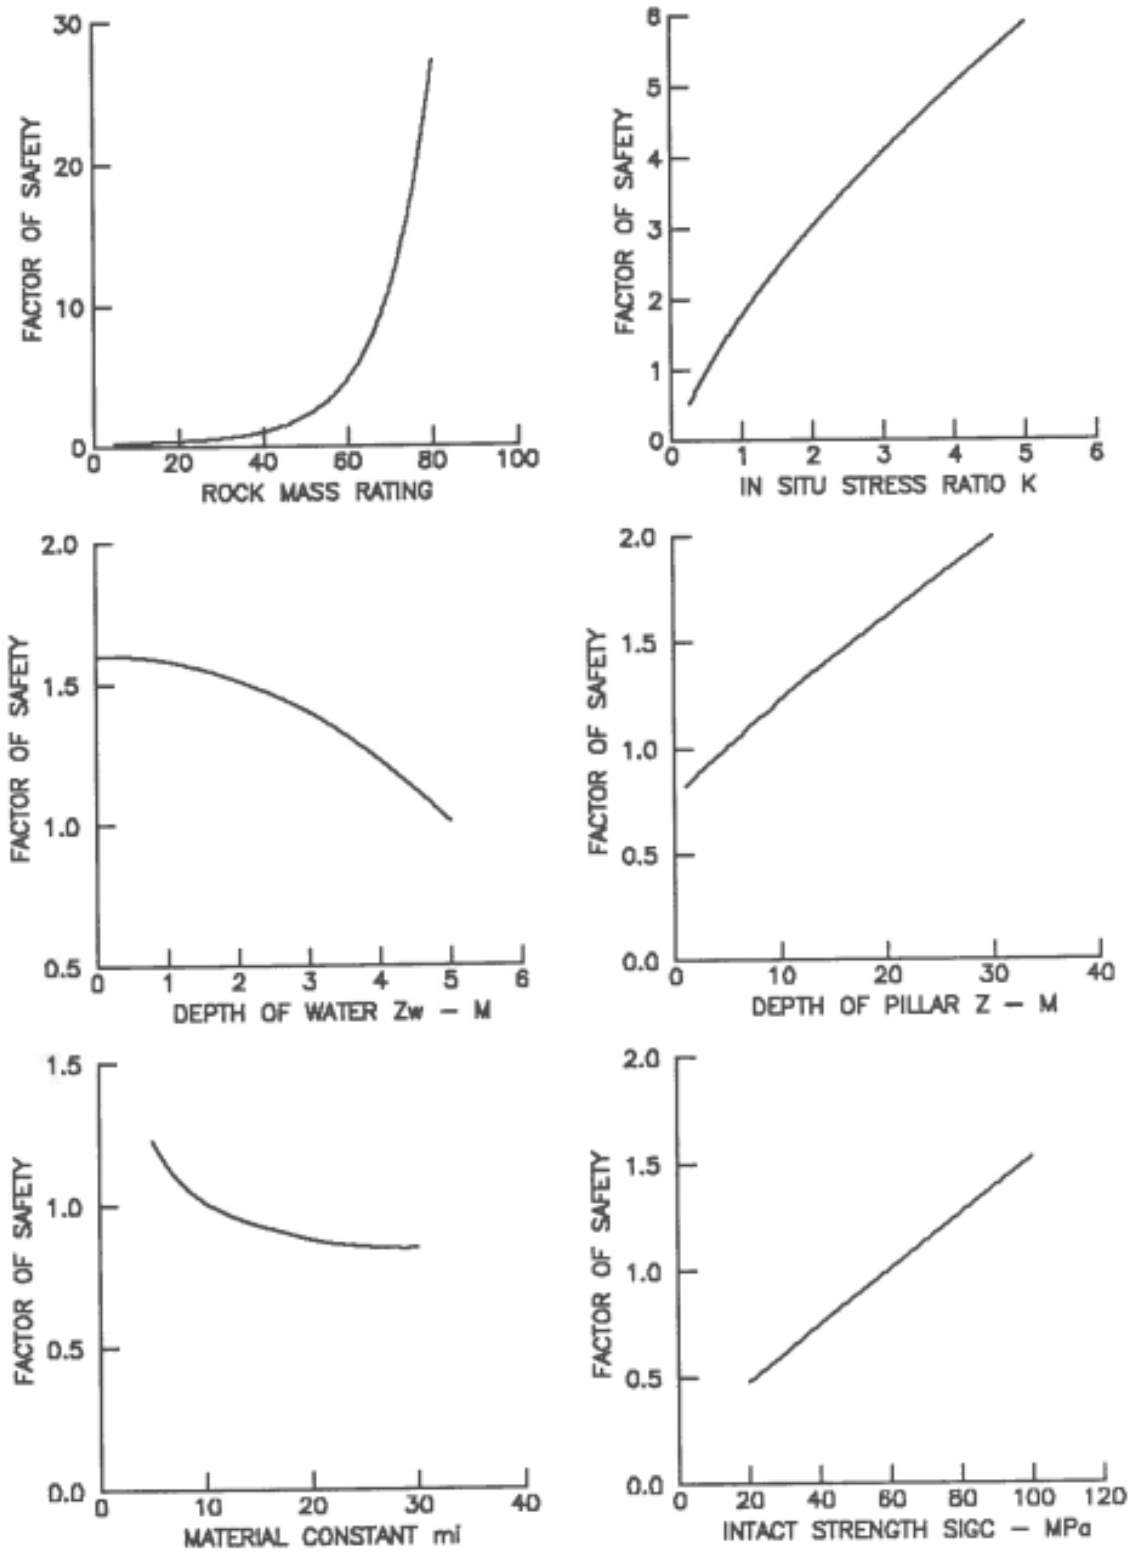 30
20
10
0
FACTOR OF SAFETY
0 20 40 60 80 100
ROCK MASS RATING
8
5
4
3
2
1
0
FACTOR OF SAFETY
1 2 3 4 5 6
IN SITU STRESS RATIO K
2.0
1.5
1.0
0.5
FACTOR OF SAFETY
0 1 2 3 4 5 6
DEPTH OF WATER Zw – M
2.0
1.5
1.0
0.5
0.0
FACTOR OF SAFETY
0 10 20 30 40
DEPTH OF PILLAR Z – M
1.5
1.0
0.5
0.0
FACTOR OF SAFETY
0 10 20 30 40
MATERIAL CONSTANT mi
2.0
1.5
1.0
0.5
0.0
FACTOR OF SAFETY
0 20 40 60 80 100 120
INTACT STRENGTH SIGC – MPa